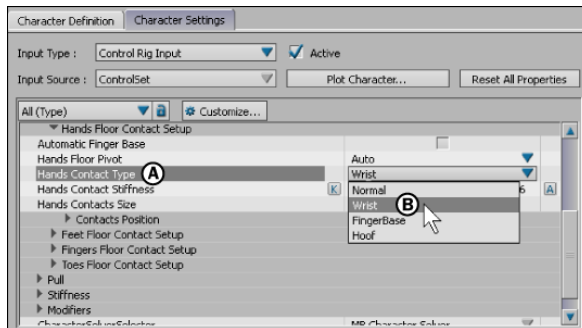 Character Definition Character Settings
Input Type : Control Rig Input Active
Input Source : ControlSet Plot Character... Reset All Properties
All (Type) Customize...
Hands Floor Contact Setup
Automatic Finger Base
Hands Floor Pivot Auto
Hands Contact Type A Wrist
Hands Contact Stiffness K Normal 6 A
Hands Contacts Size Wrist B
Contacts Position FingerBase
Feet Floor Contact Setup Hoof
Fingers Floor Contact Setup
Toes Floor Contact Setup
Pull
Stiffness
Modifiers
CharacterSolverSelector MB Character Solver